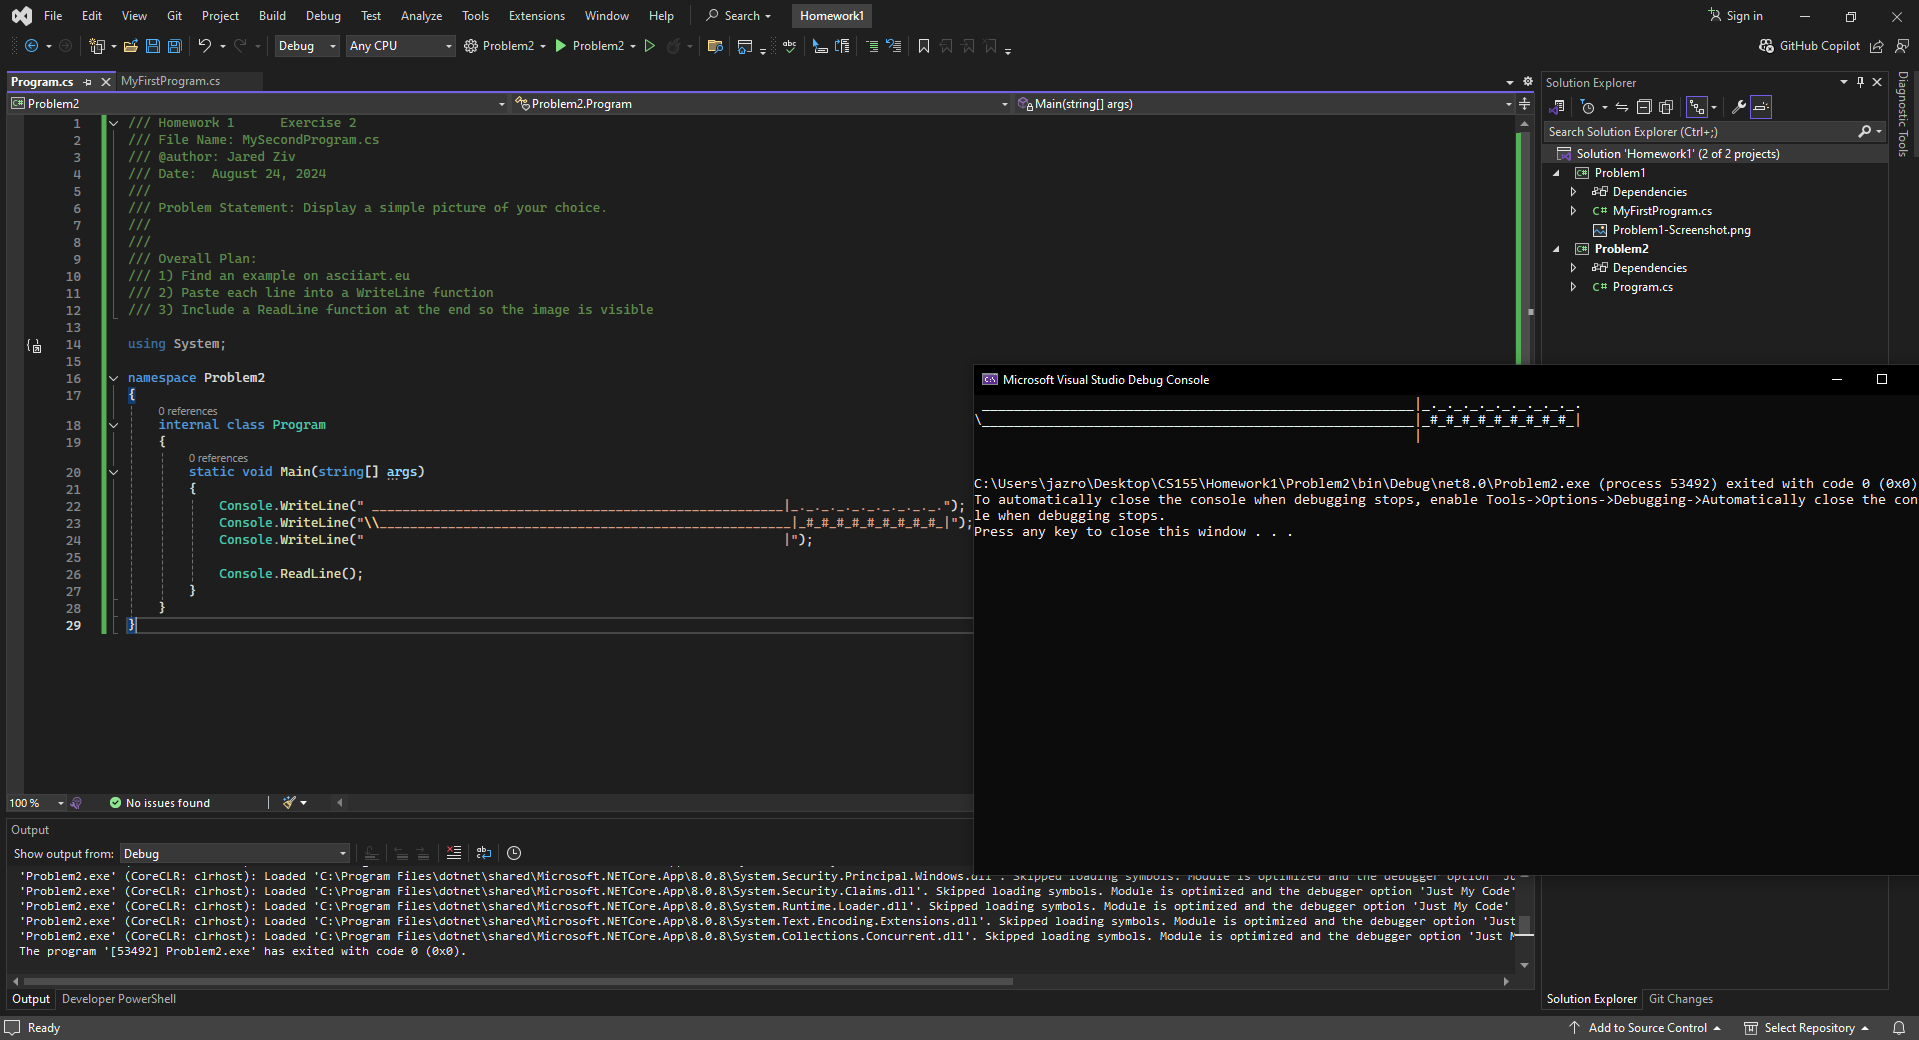 File Edit View Git Project Build Debug Test Analyze Tools Extensions Window Help Search Homework1 Sign in
Debug Any CPU Problem2 Problem2 GitHub Copilot
Program.cs MyFirstProgram.cs
Problem2 Problem2.Program Main(string[] args)
1 /// Homework 1      Exercise 2
2 /// File Name: MySecondProgram.cs
3 /// @author: Jared Ziv
4 /// Date:  August 24, 2024
5 ///
6 /// Problem Statement: Display a simple picture of your choice.
7 ///
8 ///
9 /// Overall Plan:
10 /// 1) Find an example on asciiart.eu
11 /// 2) Paste each line into a WriteLine function
12 /// 3) Include a ReadLine function at the end so the image is visible
13
14 using System;
15
16 namespace Problem2
17 {
0 references
18 internal class Program
19 {
0 references
20 static void Main(string[] args)
21 {
22 Console.WriteLine(" ______________________________________________________|_._._._._._._._._._.");
23 Console.WriteLine("\\______________________________________________________|_#_#_#_#_#_#_#_#_#_|");
24 Console.WriteLine("                                                       |");
25
26 Console.ReadLine();
27 }
28 }
29 }
100 % No issues found
Output
Show output from: Debug
'Problem2.exe' (CoreCLR: clrhost): Loaded 'C:\Program Files\dotnet\shared\Microsoft.NETCore.App\8.0.8\System.Security.Principal.Windows.dll'. Skipped loading symbols. Module is optimized and the debugger option 'Ju
'Problem2.exe' (CoreCLR: clrhost): Loaded 'C:\Program Files\dotnet\shared\Microsoft.NETCore.App\8.0.8\System.Security.Claims.dll'. Skipped loading symbols. Module is optimized and the debugger option 'Just My Code'
'Problem2.exe' (CoreCLR: clrhost): Loaded 'C:\Program Files\dotnet\shared\Microsoft.NETCore.App\8.0.8\System.Runtime.Loader.dll'. Skipped loading symbols. Module is optimized and the debugger option 'Just My Code'
'Problem2.exe' (CoreCLR: clrhost): Loaded 'C:\Program Files\dotnet\shared\Microsoft.NETCore.App\8.0.8\System.Text.Encoding.Extensions.dll'. Skipped loading symbols. Module is optimized and the debugger option 'Just
'Problem2.exe' (CoreCLR: clrhost): Loaded 'C:\Program Files\dotnet\shared\Microsoft.NETCore.App\8.0.8\System.Collections.Concurrent.dll'. Skipped loading symbols. Module is optimized and the debugger option 'Just M
The program '[53492] Problem2.exe' has exited with code 0 (0x0).
Output Developer PowerShell
Ready
Microsoft Visual Studio Debug Console
 ______________________________________________________|_._._._._._._._._._.
\______________________________________________________|_#_#_#_#_#_#_#_#_#_|
                                                       |
C:\Users\jazro\Desktop\CS155\Homework1\Problem2\bin\Debug\net8.0\Problem2.exe (process 53492) exited with code 0 (0x0)
To automatically close the console when debugging stops, enable Tools->Options->Debugging->Automatically close the con
le when debugging stops.
Press any key to close this window . . .
Solution Explorer
Search Solution Explorer (Ctrl+;)
Solution 'Homework1' (2 of 2 projects)
Problem1
Dependencies
C# MyFirstProgram.cs
Problem1-Screenshot.png
Problem2
Dependencies
C# Program.cs
Diagnostic Tools
Solution Explorer Git Changes
Add to Source Control Select Repository